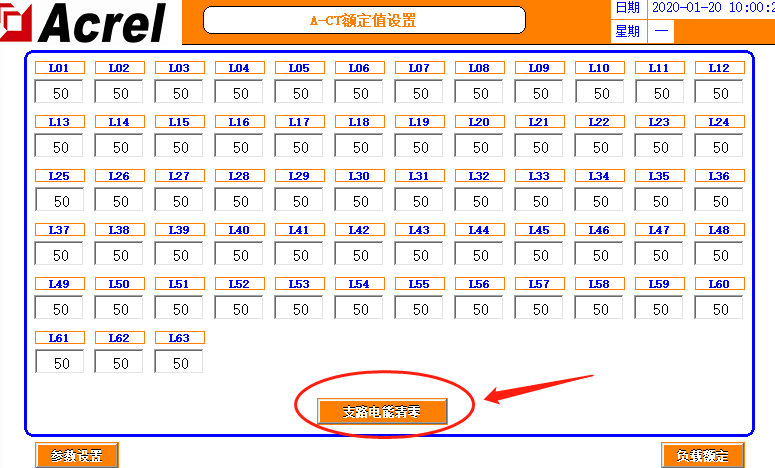 Acrel
A-CT额定值设置
日期 2020-01-20 10:00:2
星期 一
L01 L02 L03 L04 L05 L06 L07 L08 L09 L10 L11 L12
50 50 50 50 50 50 50 50 50 50 50 50
L13 L14 L15 L16 L17 L18 L19 L20 L21 L22 L23 L24
50 50 50 50 50 50 50 50 50 50 50 50
L25 L26 L27 L28 L29 L30 L31 L32 L33 L34 L35 L36
50 50 50 50 50 50 50 50 50 50 50 50
L37 L38 L39 L40 L41 L42 L43 L44 L45 L46 L47 L48
50 50 50 50 50 50 50 50 50 50 50 50
L49 L50 L51 L52 L53 L54 L55 L56 L57 L58 L59 L60
50 50 50 50 50 50 50 50 50 50 50 50
L61 L62 L63
50 50 50
支路电能清零
参数设置 负载额定